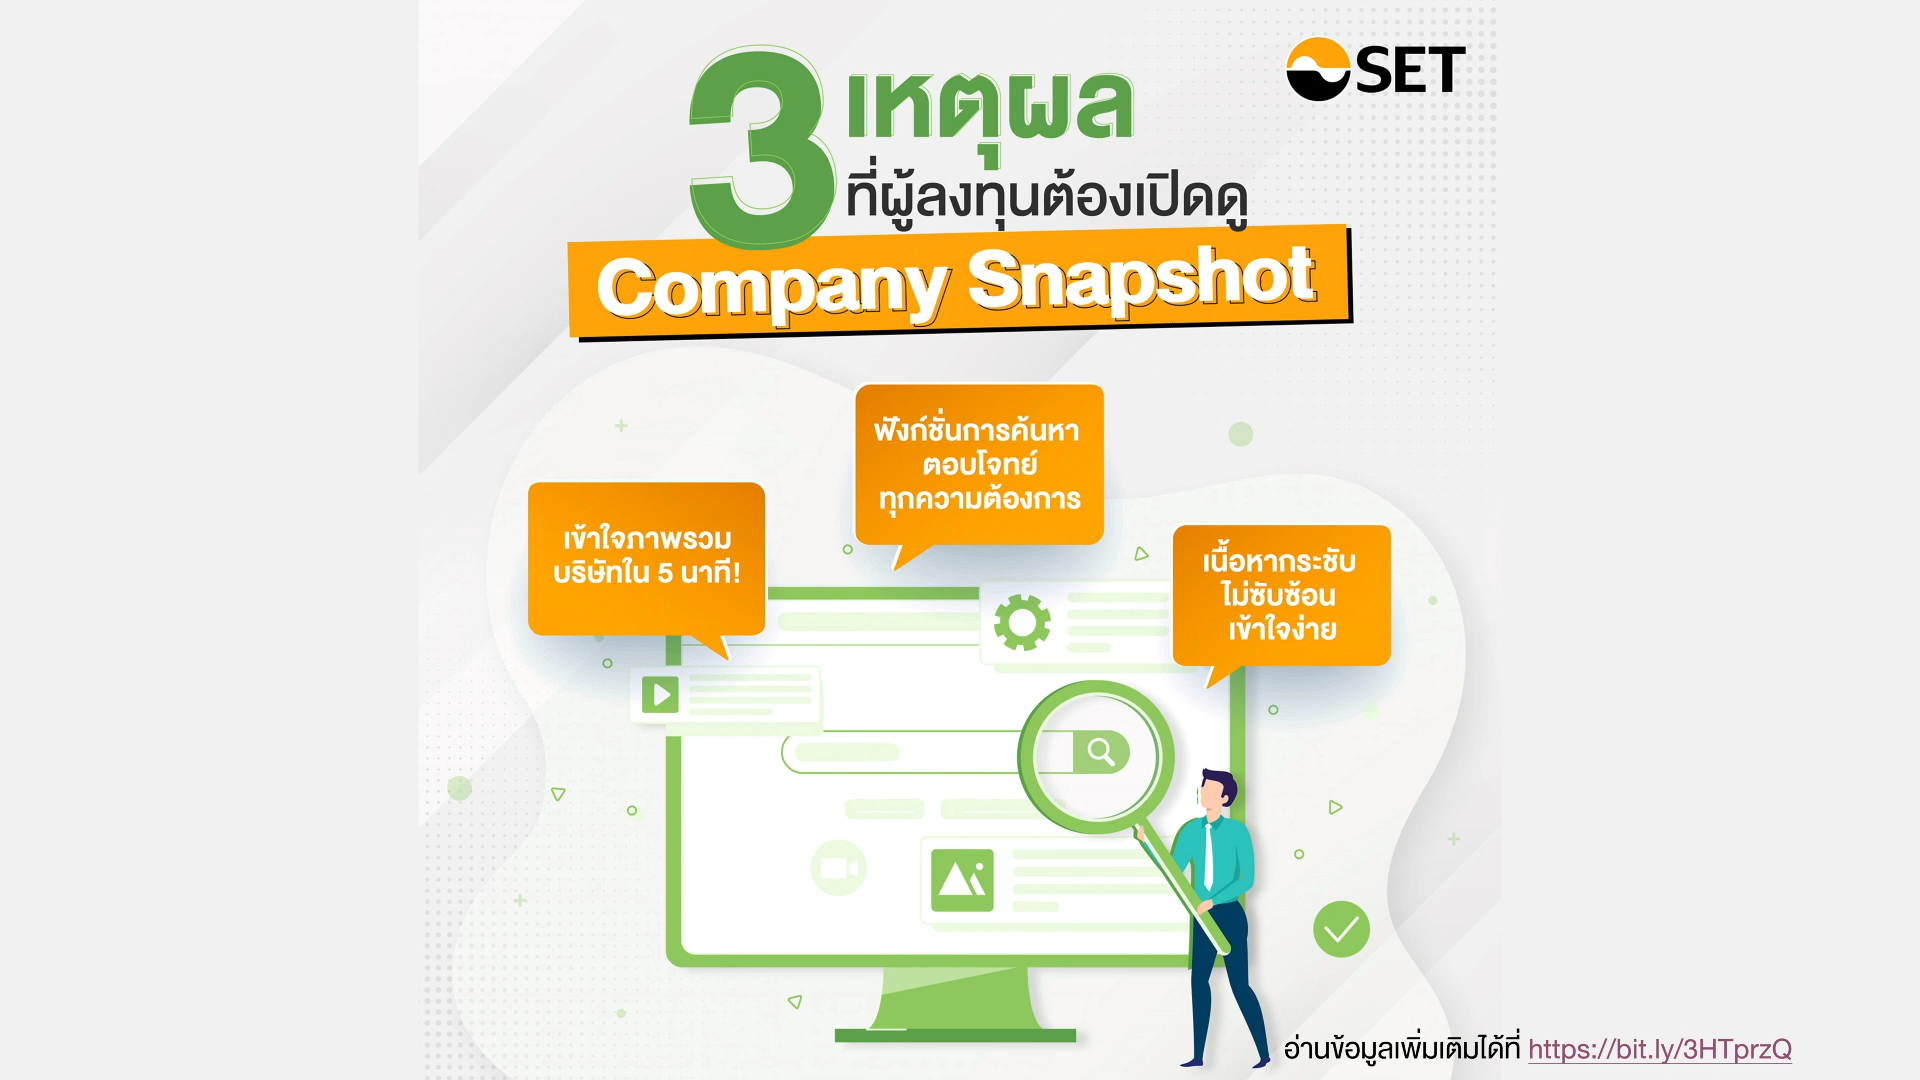 SET
3 เหตุผล
ที่ผู้ลงทุนต้องเปิดดู
Company Snapshot
ฟังก์ชั่นการค้นหา
ตอบโจทย์
ทุกความต้องการ
เข้าใจภาพรวม
บริษัทใน 5 นาที!
เนื้อหากระชับ
ไม่ซับซ้อน
เข้าใจง่าย
อ่านข้อมูลเพิ่มเติมได้ที่ https://bit.ly/3HTprzQ